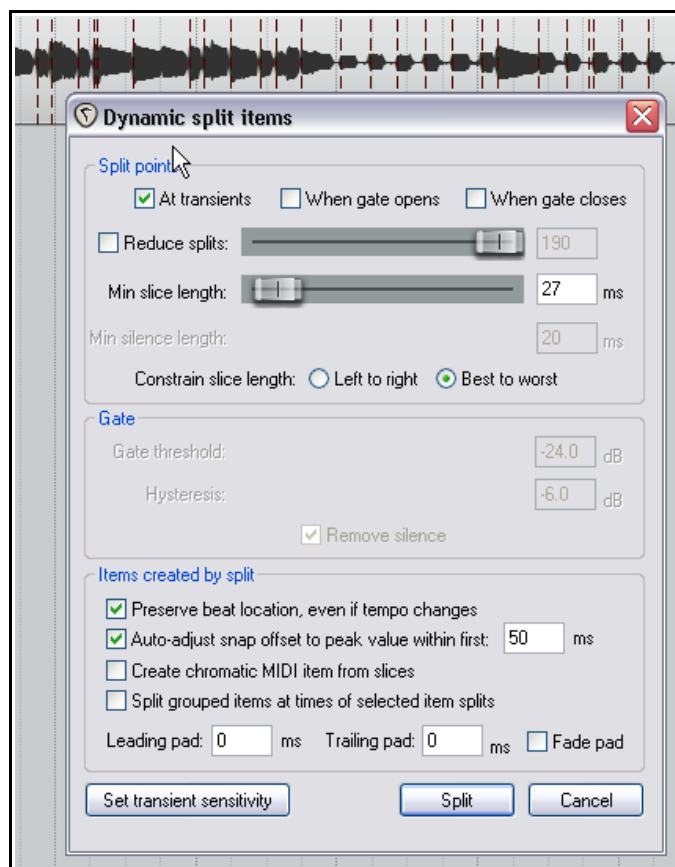 Dynamic split items
Split points
At transients When gate opens When gate closes
Reduce splits: 190
Min slice length: 27 ms
Min silence length: 20 ms
Constrain slice length: Left to right Best to worst
Gate
Gate threshold: -24.0 dB
Hysteresis: -6.0 dB
Remove silence
Items created by split
Preserve beat location, even if tempo changes
Auto-adjust snap offset to peak value within first: 50 ms
Create chromatic MIDI item from slices
Split grouped items at times of selected item splits
Leading pad: 0 ms Trailing pad: 0 ms Fade pad
Set transient sensitivity Split Cancel